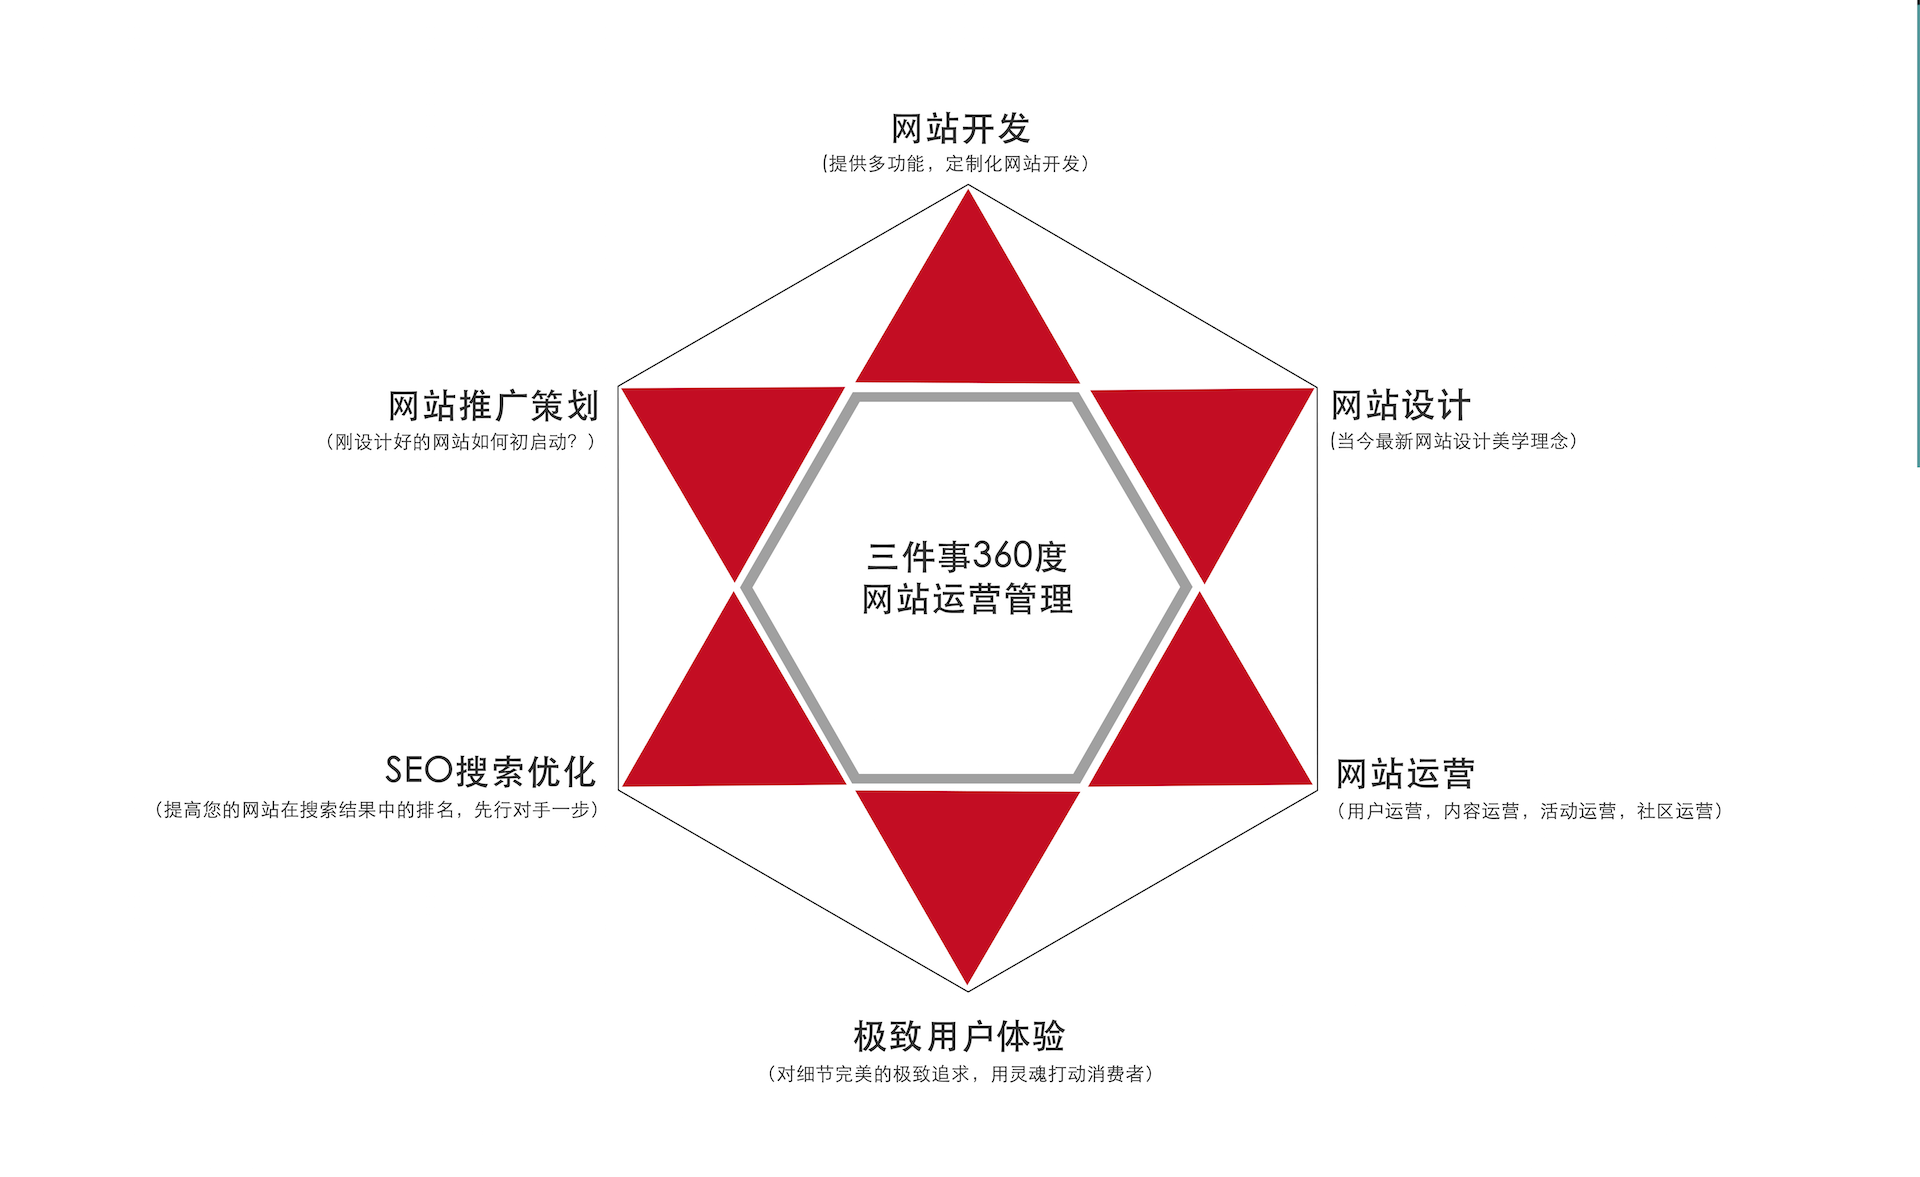 网站开发
(提供多功能，定制化网站开发）
网站推广策划
（刚设计好的网站如何初启动？）
网站设计
(当今最新网站设计美学理念）
三件事360度
网站运营管理
SEO搜索优化
（提高您的网站在搜索结果中的排名，先行对手一步）
网站运营
（用户运营，内容运营，活动运营，社区运营）
极致用户体验
（对细节完美的极致追求，用灵魂打动消费者）